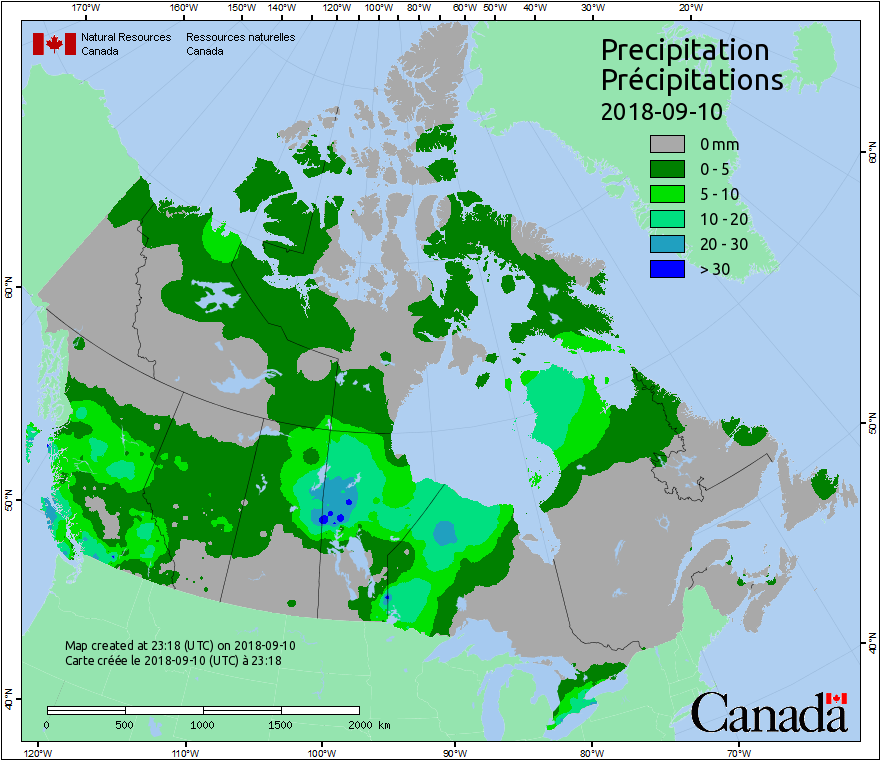 170°W 160°W 150°W 140°W 130°W 120°W 110°W 100°W 90°W 80°W 70°W 60°W 50°W 40°W 30°W 20°W
Natural Resources Ressources naturelles
Canada Canada
Precipitation
Précipitations
2018-09-10
0 mm
0 - 5
5 - 10
10 - 20
20 - 30
> 30
60°N
50°N
40°N
60°N
50°N
40°N
Map created at 23:18 (UTC) on 2018-09-10
Carte créée le 2018-09-10 (UTC) à 23:18
0 500 1000 1500 2000 km
Canada
120°W 110°W 100°W 90°W 80°W 70°W